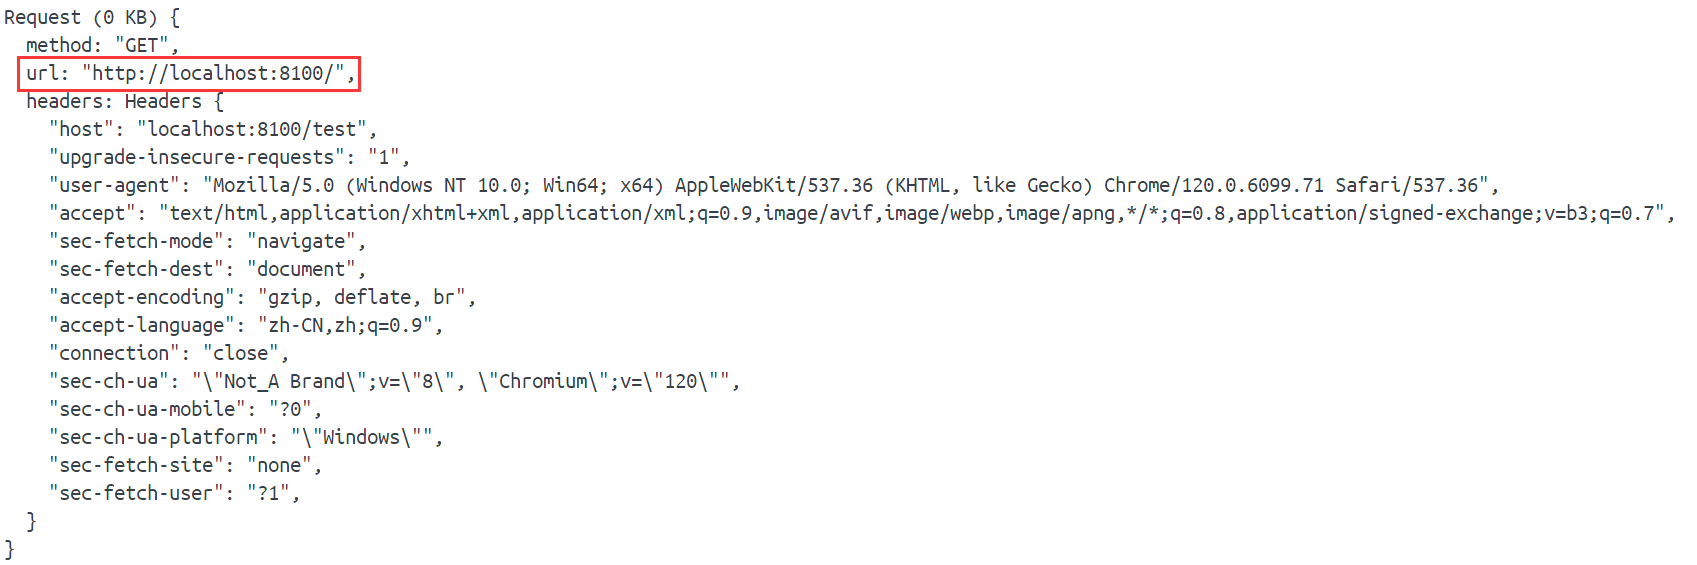 Request (0 KB) {
  method: "GET",
  url: "http://localhost:8100/",
  headers: Headers {
    "host": "localhost:8100/test",
    "upgrade-insecure-requests": "1",
    "user-agent": "Mozilla/5.0 (Windows NT 10.0; Win64; x64) AppleWebKit/537.36 (KHTML, like Gecko) Chrome/120.0.6099.71 Safari/537.36",
    "accept": "text/html,application/xhtml+xml,application/xml;q=0.9,image/avif,image/webp,image/apng,*/*;q=0.8,application/signed-exchange;v=b3;q=0.7",
    "sec-fetch-mode": "navigate",
    "sec-fetch-dest": "document",
    "accept-encoding": "gzip, deflate, br",
    "accept-language": "zh-CN,zh;q=0.9",
    "connection": "close",
    "sec-ch-ua": "\"Not_A Brand\";v=\"8\", \"Chromium\";v=\"120\"",
    "sec-ch-ua-mobile": "?0",
    "sec-ch-ua-platform": "\"Windows\"",
    "sec-fetch-site": "none",
    "sec-fetch-user": "?1",
  }
}